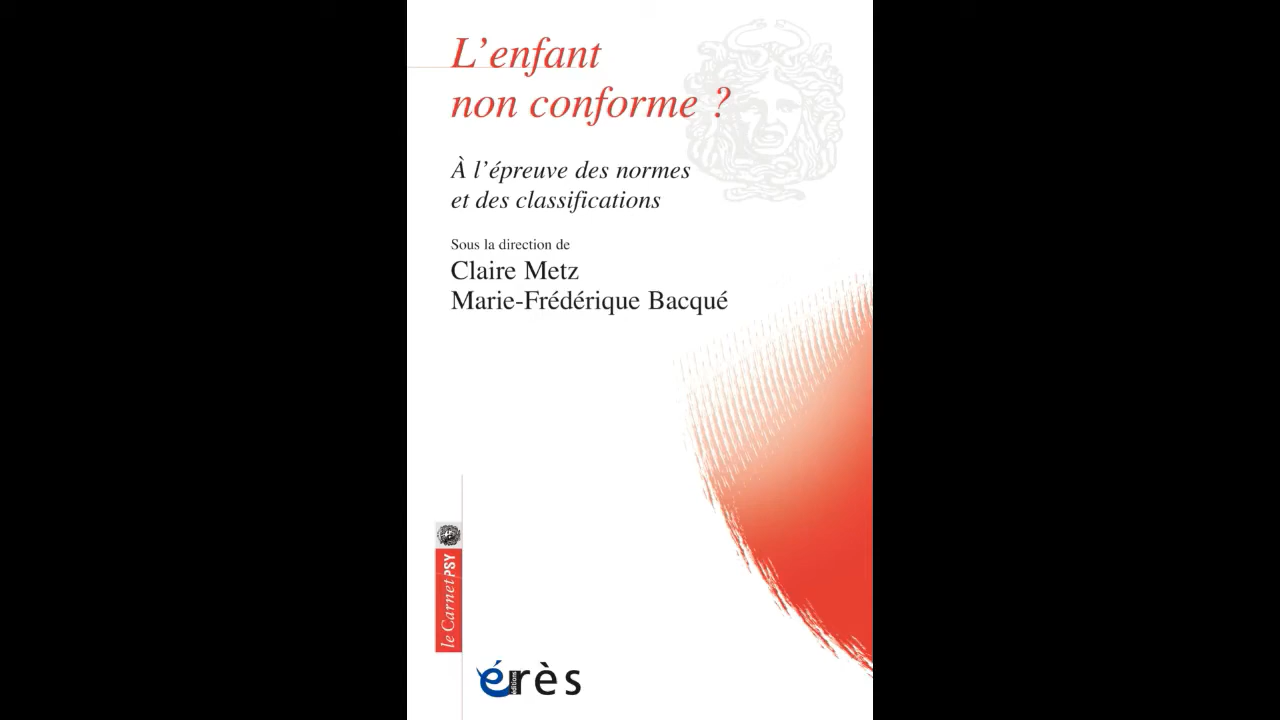 L’enfant
non conforme ?
À l’épreuve des normes
et des classifications
Sous la direction de
Claire Metz
Marie-Frédérique Bacqué
le Carnet PSY
éditions
érès